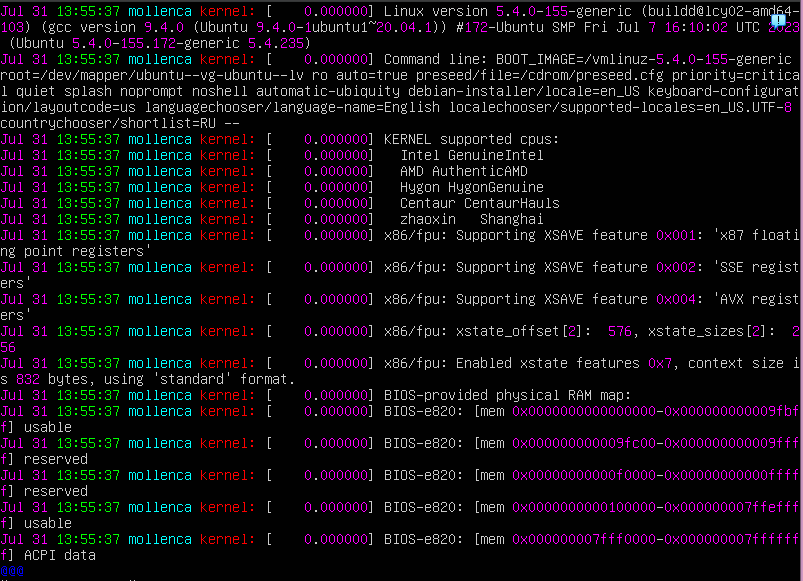 Jul 31 13:55:37 mollenca kernel: [    0.000000] Linux version 5.4.0-155-generic (buildd@lcy02-amd64-
103) (gcc version 9.4.0 (Ubuntu 9.4.0-1ubuntu1~20.04.1)) #172-Ubuntu SMP Fri Jul 7 16:10:02 UTC 2023
 (Ubuntu 5.4.0-155.172-generic 5.4.235)
Jul 31 13:55:37 mollenca kernel: [    0.000000] Command line: BOOT_IMAGE=/vmlinuz-5.4.0-155-generic
root=/dev/mapper/ubuntu--vg-ubuntu--lv ro auto=true preseed/file=/cdrom/preseed.cfg priority=critica
l quiet splash noprompt noshell automatic-ubiquity debian-installer/locale=en_US keyboard-configurat
ion/layoutcode=us languagechooser/language-name=English localechooser/supported-locales=en_US.UTF-8
countrychooser/shortlist=RU --
Jul 31 13:55:37 mollenca kernel: [    0.000000] KERNEL supported cpus:
Jul 31 13:55:37 mollenca kernel: [    0.000000]   Intel GenuineIntel
Jul 31 13:55:37 mollenca kernel: [    0.000000]   AMD AuthenticAMD
Jul 31 13:55:37 mollenca kernel: [    0.000000]   Hygon HygonGenuine
Jul 31 13:55:37 mollenca kernel: [    0.000000]   Centaur CentaurHauls
Jul 31 13:55:37 mollenca kernel: [    0.000000]   zhaoxin   Shanghai
Jul 31 13:55:37 mollenca kernel: [    0.000000] x86/fpu: Supporting XSAVE feature 0x001: 'x87 floati
ng point registers'
Jul 31 13:55:37 mollenca kernel: [    0.000000] x86/fpu: Supporting XSAVE feature 0x002: 'SSE regist
ers'
Jul 31 13:55:37 mollenca kernel: [    0.000000] x86/fpu: Supporting XSAVE feature 0x004: 'AVX regist
ers'
Jul 31 13:55:37 mollenca kernel: [    0.000000] x86/fpu: xstate_offset[2]:  576, xstate_sizes[2]:  2
56
Jul 31 13:55:37 mollenca kernel: [    0.000000] x86/fpu: Enabled xstate features 0x7, context size i
s 832 bytes, using 'standard' format.
Jul 31 13:55:37 mollenca kernel: [    0.000000] BIOS-provided physical RAM map:
Jul 31 13:55:37 mollenca kernel: [    0.000000] BIOS-e820: [mem 0x0000000000000000-0x000000000009fbf
f] usable
Jul 31 13:55:37 mollenca kernel: [    0.000000] BIOS-e820: [mem 0x000000000009fc00-0x000000000009fff
f] reserved
Jul 31 13:55:37 mollenca kernel: [    0.000000] BIOS-e820: [mem 0x00000000000f0000-0x00000000000ffff
f] reserved
Jul 31 13:55:37 mollenca kernel: [    0.000000] BIOS-e820: [mem 0x0000000000100000-0x000000007ffefff
f] usable
Jul 31 13:55:37 mollenca kernel: [    0.000000] BIOS-e820: [mem 0x000000007fff0000-0x000000007ffffff
f] ACPI data
@@@